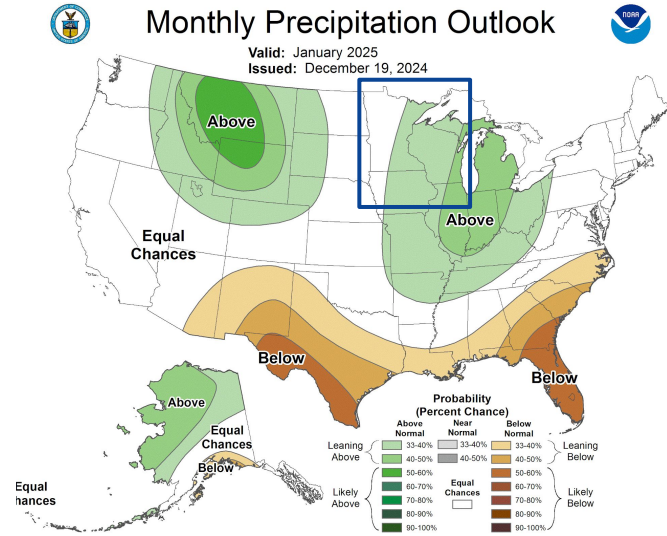 Monthly Precipitation Outlook
Valid: January 2025
Issued: December 19, 2024
NOAA
Above
Above
Equal
Chances
Below
Below
Above
Equal
Chances
Below
Equal
hances
Probability
(Percent Chance)
Above Normal
Near Normal
Below Normal
Leaning Above
33-40%
40-50%
33-40%
40-50%
33-40%
40-50%
Leaning Below
Likely Above
50-60%
60-70%
70-80%
80-90%
90-100%
Equal Chances
50-60%
60-70%
70-80%
80-90%
90-100%
Likely Below